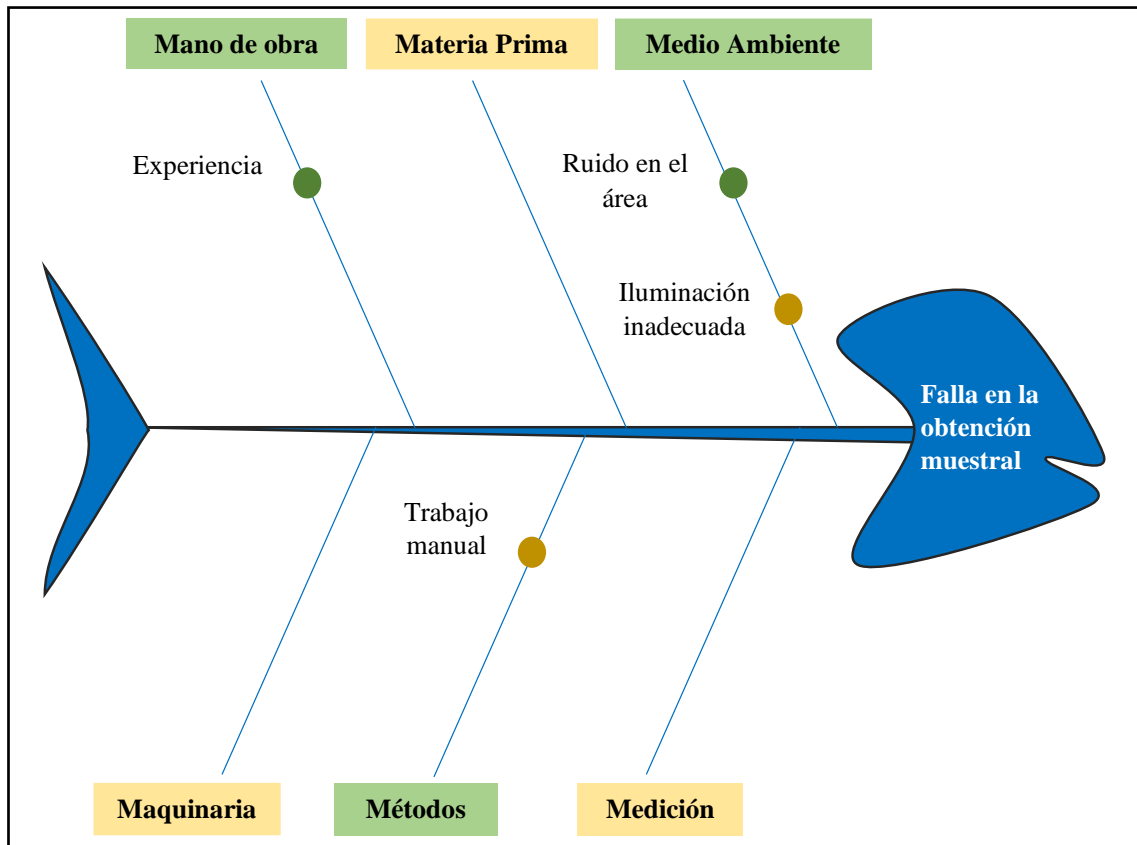 Mano de obra
Materia Prima
Medio Ambiente
Experiencia
Ruido en el
área
Iluminación
inadecuada
Falla en la
obtención
muestral
Trabajo
manual
Maquinaria
Métodos
Medición